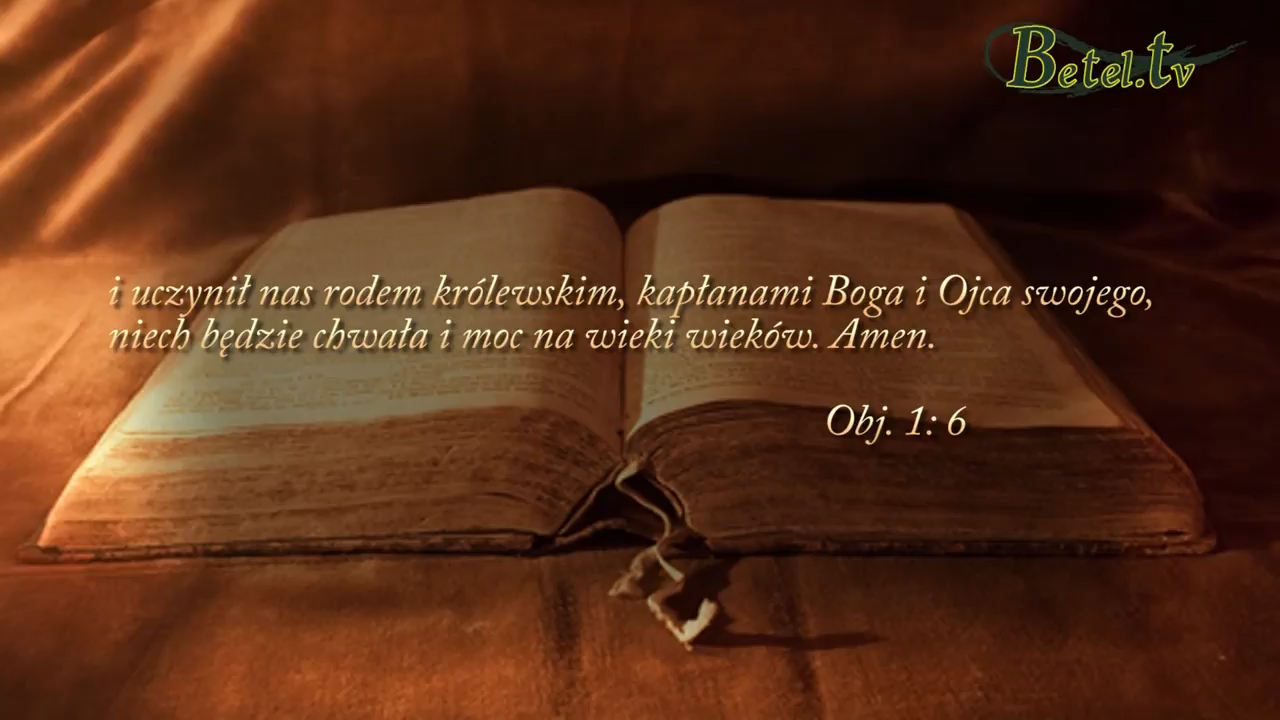 Betel.tv
i uczynił nas rodem królewskim, kapłanami Boga i Ojca swojego,
niech będzie chwała i moc na wieki wieków. Amen.
Obj. 1: 6